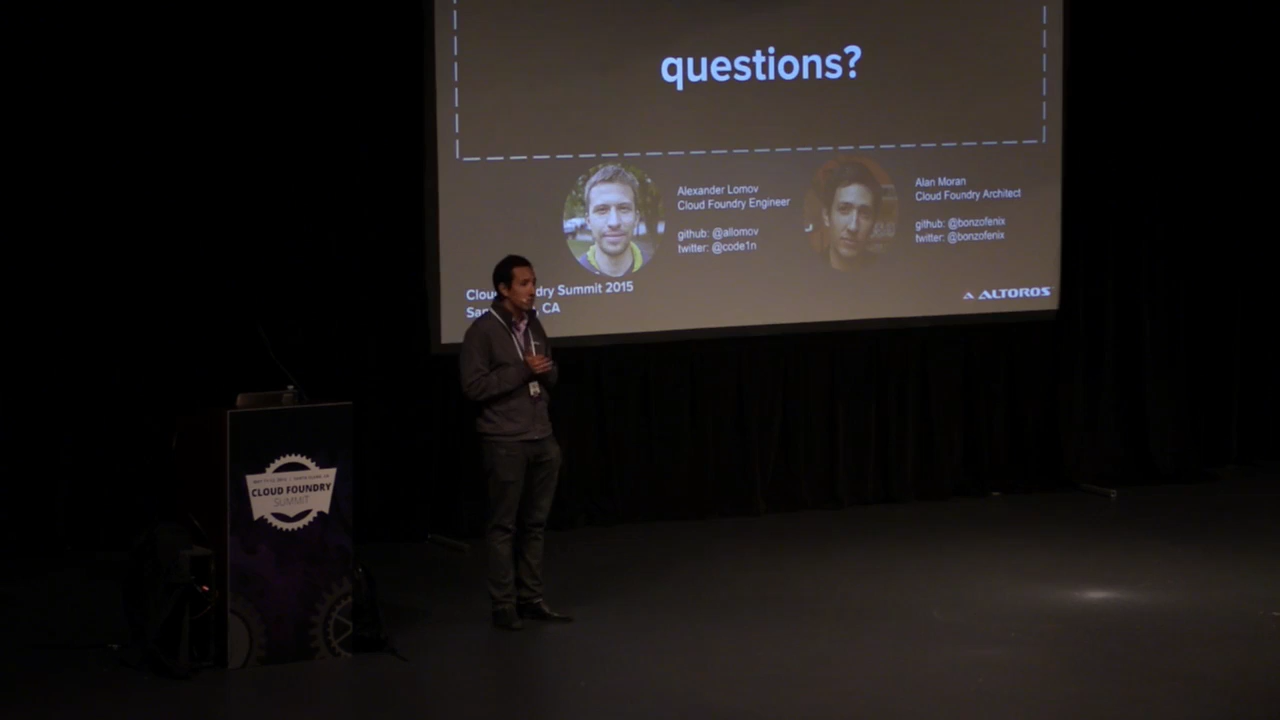 questions?
Alexander Lomov
Cloud Foundry Engineer
github: @allomov
twitter: @code1n
Alan Moran
Cloud Foundry Architect
github: @bonzofenix
twitter: @bonzofenix
Summit 2015
CA
ALTOROS
CLOUD FOUNDRY
SUMMIT